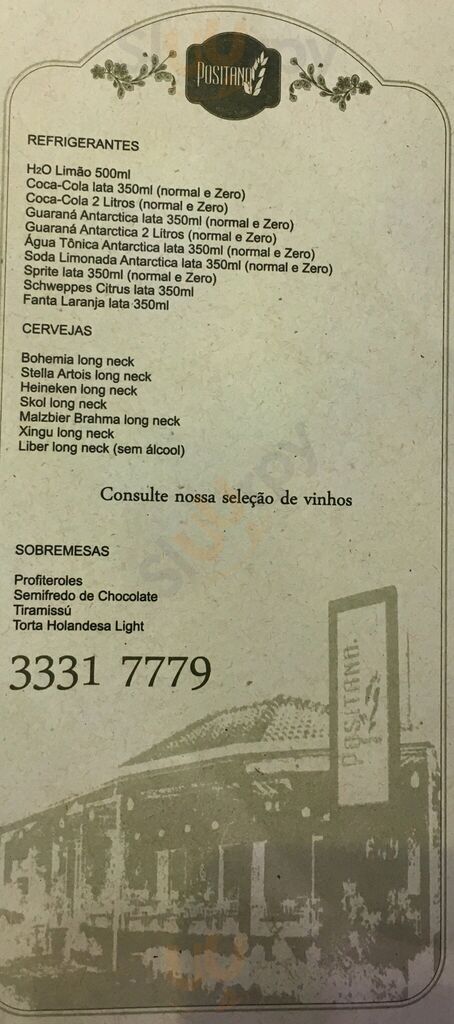 POSITANO
REFRIGERANTES
H2O Limão 500ml
Coca-Cola lata 350ml (normal e Zero)
Coca-Cola 2 Litros (normal e Zero)
Guaraná Antarctica lata 350ml (normal e Zero)
Guaraná Antarctica 2 Litros (normal e Zero)
Água Tônica Antarctica lata 350ml (normal e Zero)
Soda Limonada Antarctica lata 350ml (normal e Zero)
Sprite lata 350ml (normal e Zero)
Schweppes Citrus lata 350ml
Fanta Laranja lata 350ml
CERVEJAS
Bohemia long neck
Stella Artois long neck
Heineken long neck
Skol long neck
Malzbier Brahma long neck
Xingu long neck
Liber long neck (sem álcool)
Consulte nossa seleção de vinhos
SOBREMESAS
Profiteroles
Semifredo de Chocolate
Tiramissú
Torta Holandesa Light
3331 7779
POSITANO